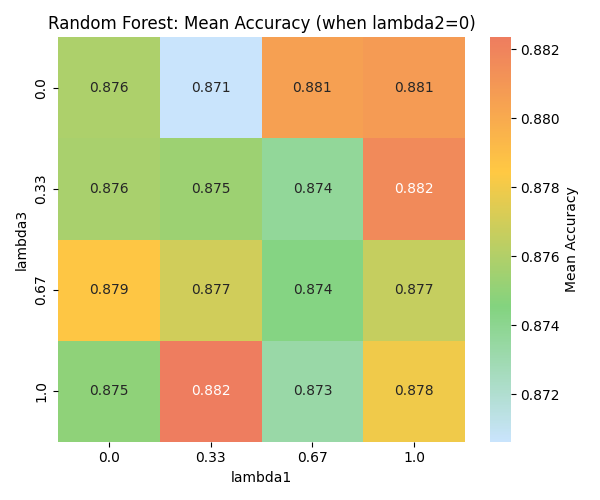 Random Forest: Mean Accuracy (when lambda2=0)
0.0 0.876 0.871 0.881 0.881
0.33 0.876 0.875 0.874 0.882
0.67 0.879 0.877 0.874 0.877
1.0 0.875 0.882 0.873 0.878
0.0 0.33 0.67 1.0
lambda1
lambda3
0.882
0.880
0.878
0.876
0.874
0.872
Mean Accuracy